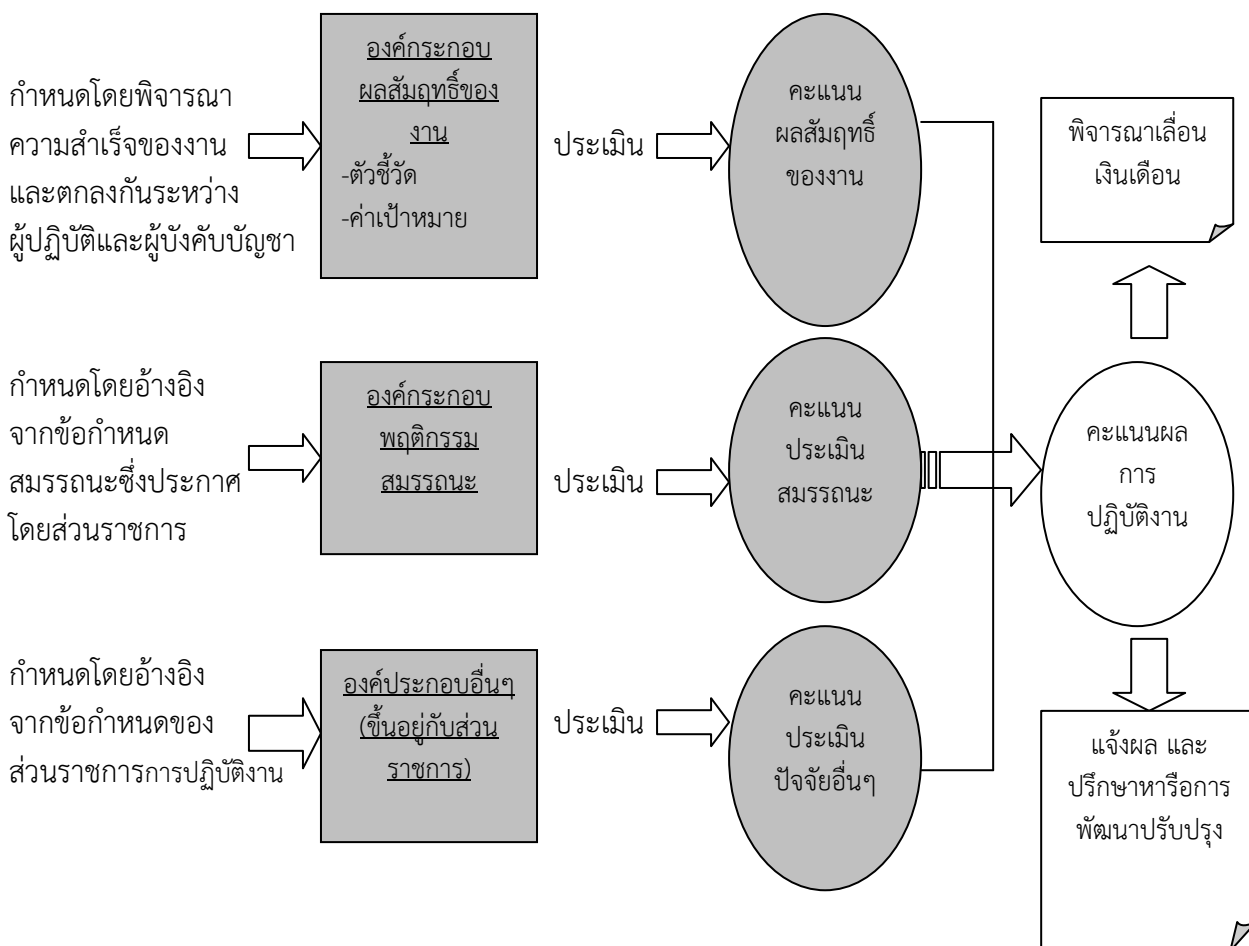 กำหนดโดยพิจารณา
ความสำเร็จของงาน
และตกลงกันระหว่าง
ผู้ปฏิบัติและผู้บังคับบัญชา
องค์กระกอบ
ผลสัมฤทธิ์ของ
งาน
-ตัวชี้วัด
-ค่าเป้าหมาย
ประเมิน
คะแนน
ผลสัมฤทธิ์
ของงาน
พิจารณาเลื่อน
เงินเดือน
กำหนดโดยอ้างอิง
จากข้อกำหนด
สมรรถนะซึ่งประกาศ
โดยส่วนราชการ
องค์กระกอบ
พฤติกรรม
สมรรถนะ
ประเมิน
คะแนน
ประเมิน
สมรรถนะ
คะแนนผล
การ
ปฏิบัติงาน
กำหนดโดยอ้างอิง
จากข้อกำหนดของ
ส่วนราชการการปฏิบัติงาน
องค์ประกอบอื่นๆ
(ขึ้นอยู่กับส่วน
ราชการ)
ประเมิน
คะแนน
ประเมิน
ปัจจัยอื่นๆ
แจ้งผล และ
ปรึกษาหารือการ
พัฒนาปรับปรุง